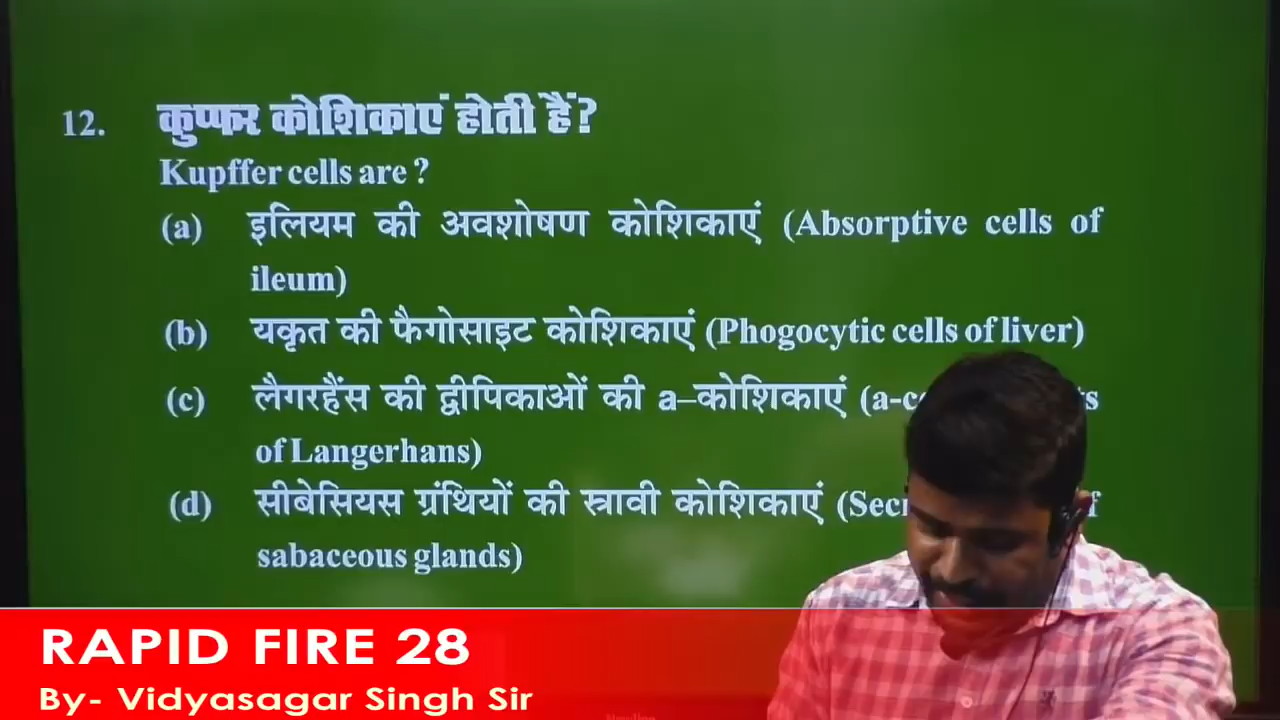 12. कुप्फर कोशिकाएं होती हैं?
Kupffer cells are ?
(a) इलियम की अवशोषण कोशिकाएं (Absorptive cells of
ileum)
(b) यकृत की फैगोसाइट कोशिकाएं (Phogocytic cells of liver)
(c) लैगरहैंस की द्वीपिकाओं की a–कोशिकाएं
of Langerhans)
(d) सीबेसियस ग्रंथियों की स्त्रावी कोशिकाएं
sabaceous glands)
RAPID FIRE 28
By- Vidyasagar Singh Sir